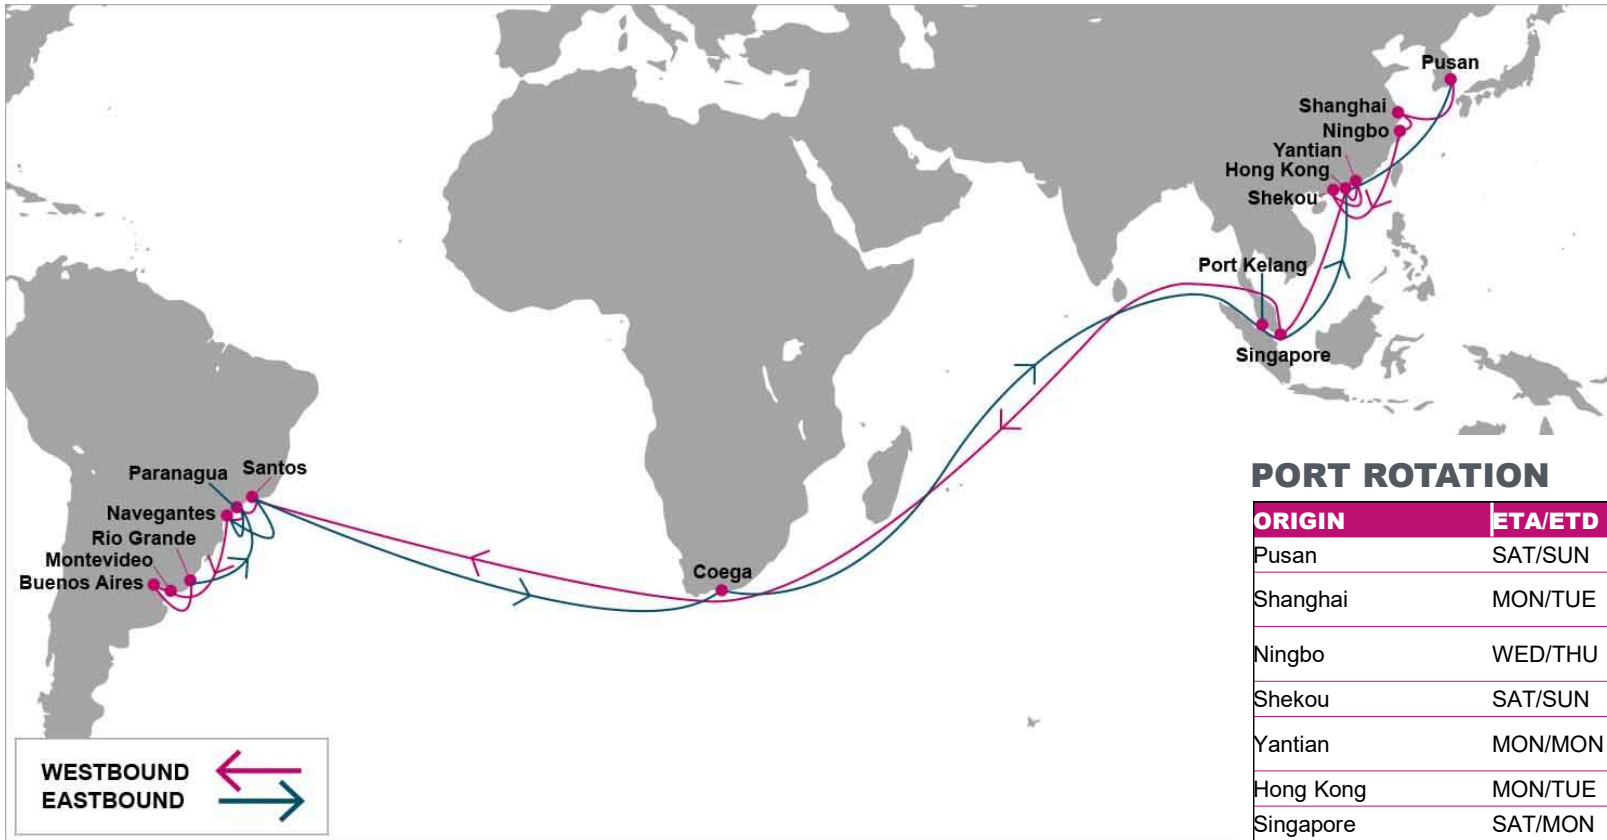 Pusan
Shanghai
Ningbo
Yantian
Hong Kong
Shekou
Port Kelang
Singapore
Paranagua
Santos
Navegantes
Rio Grande
Montevideo
Buenos Aires
Coega
WESTBOUND
EASTBOUND
PORT ROTATION
ORIGIN ETA/ETD
Pusan SAT/SUN
Shanghai MON/TUE
Ningbo WED/THU
Shekou SAT/SUN
Yantian MON/MON
Hong Kong MON/TUE
Singapore SAT/MON